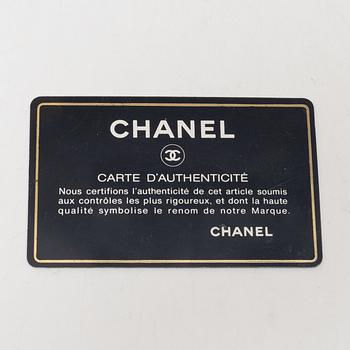 CHANEL
CARTE D'AUTHENTICITÉ
Nous certifions l'authenticité de cet article soumis
aux contrôles les plus rigoureux, et dont la haute
qualité symbolise le renom de notre Marque.
CHANEL